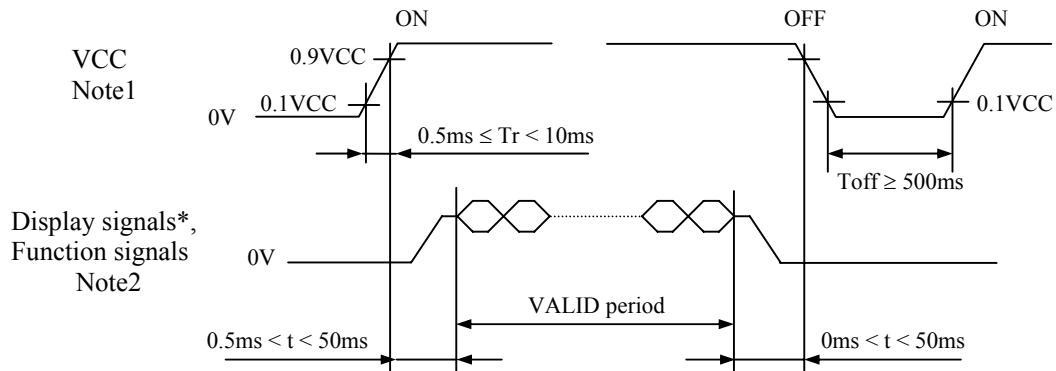 ON
OFF
ON
VCC
Note1
0.9VCC
0.1VCC
0V
0.1VCC
0.5ms ≤ Tr < 10ms
Toff ≥ 500ms
Display signals*,
Function signals
Note2
0V
VALID period
0.5ms < t < 50ms
0ms < t < 50ms